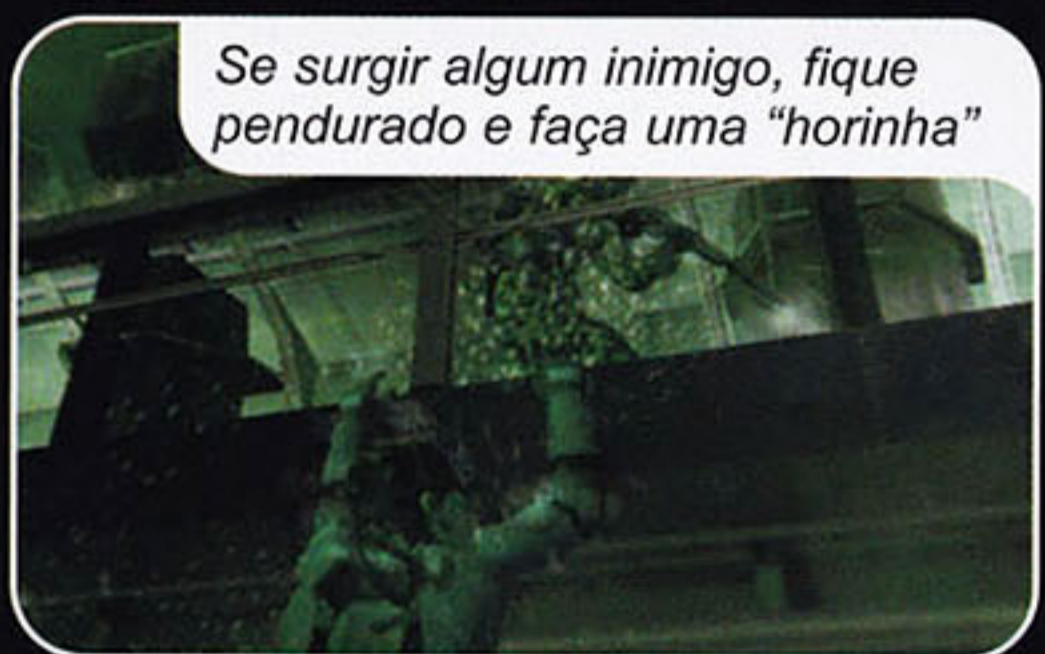 Se surgir algum inimigo, fique
pendurado e faça uma “horinha”